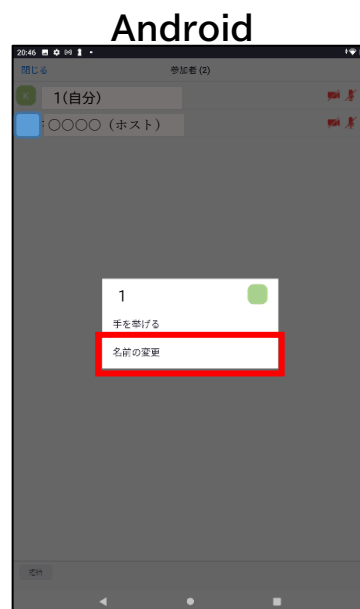 Android
20:46
閉じる 参加者 (2)
1(自分)
〇〇〇〇（ホスト）
1
手を挙げる
名前の変更
招待